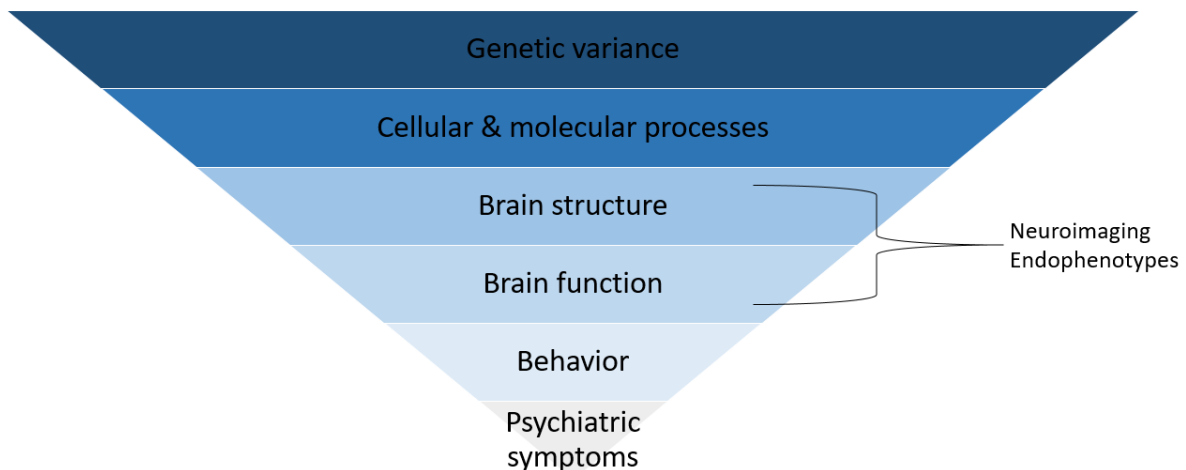 Genetic variance
Cellular & molecular processes
Brain structure
Brain function
Neuroimaging
Endophenotypes
Behavior
Psychiatric
symptoms